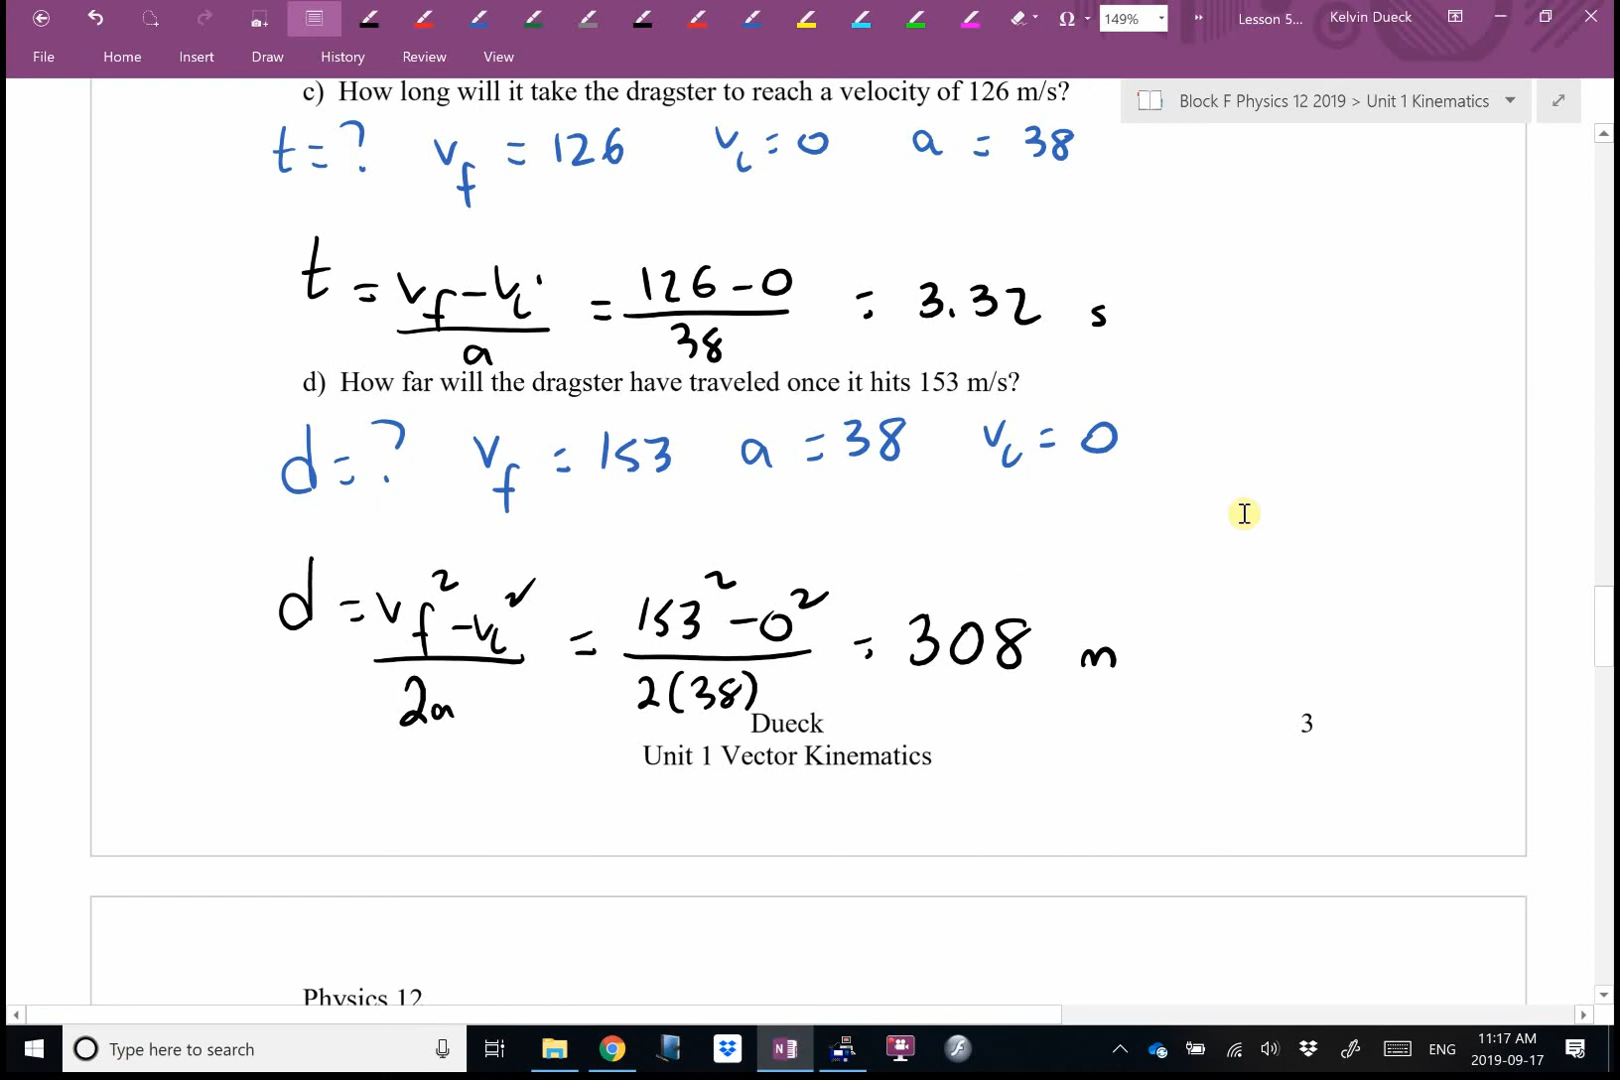 149%
Lesson 5...
Kelvin Dueck
File Home Insert Draw History Review View
c) How long will it take the dragster to reach a velocity of 126 m/s?
Block F Physics 12 2019 > Unit 1 Kinematics
t = ? vf = 126 vi = 0 a = 38
t = vf - vi / a = 126 - 0 / 38 = 3.32 s
d) How far will the dragster have traveled once it hits 153 m/s?
d = ? vf = 153 a = 38 vi = 0
d = vf² - vi² / 2a = 153² - 0² / 2(38) = 308 m
Dueck 3
Unit 1 Vector Kinematics
Physics 12
Type here to search
ENG
11:17 AM
2019-09-17